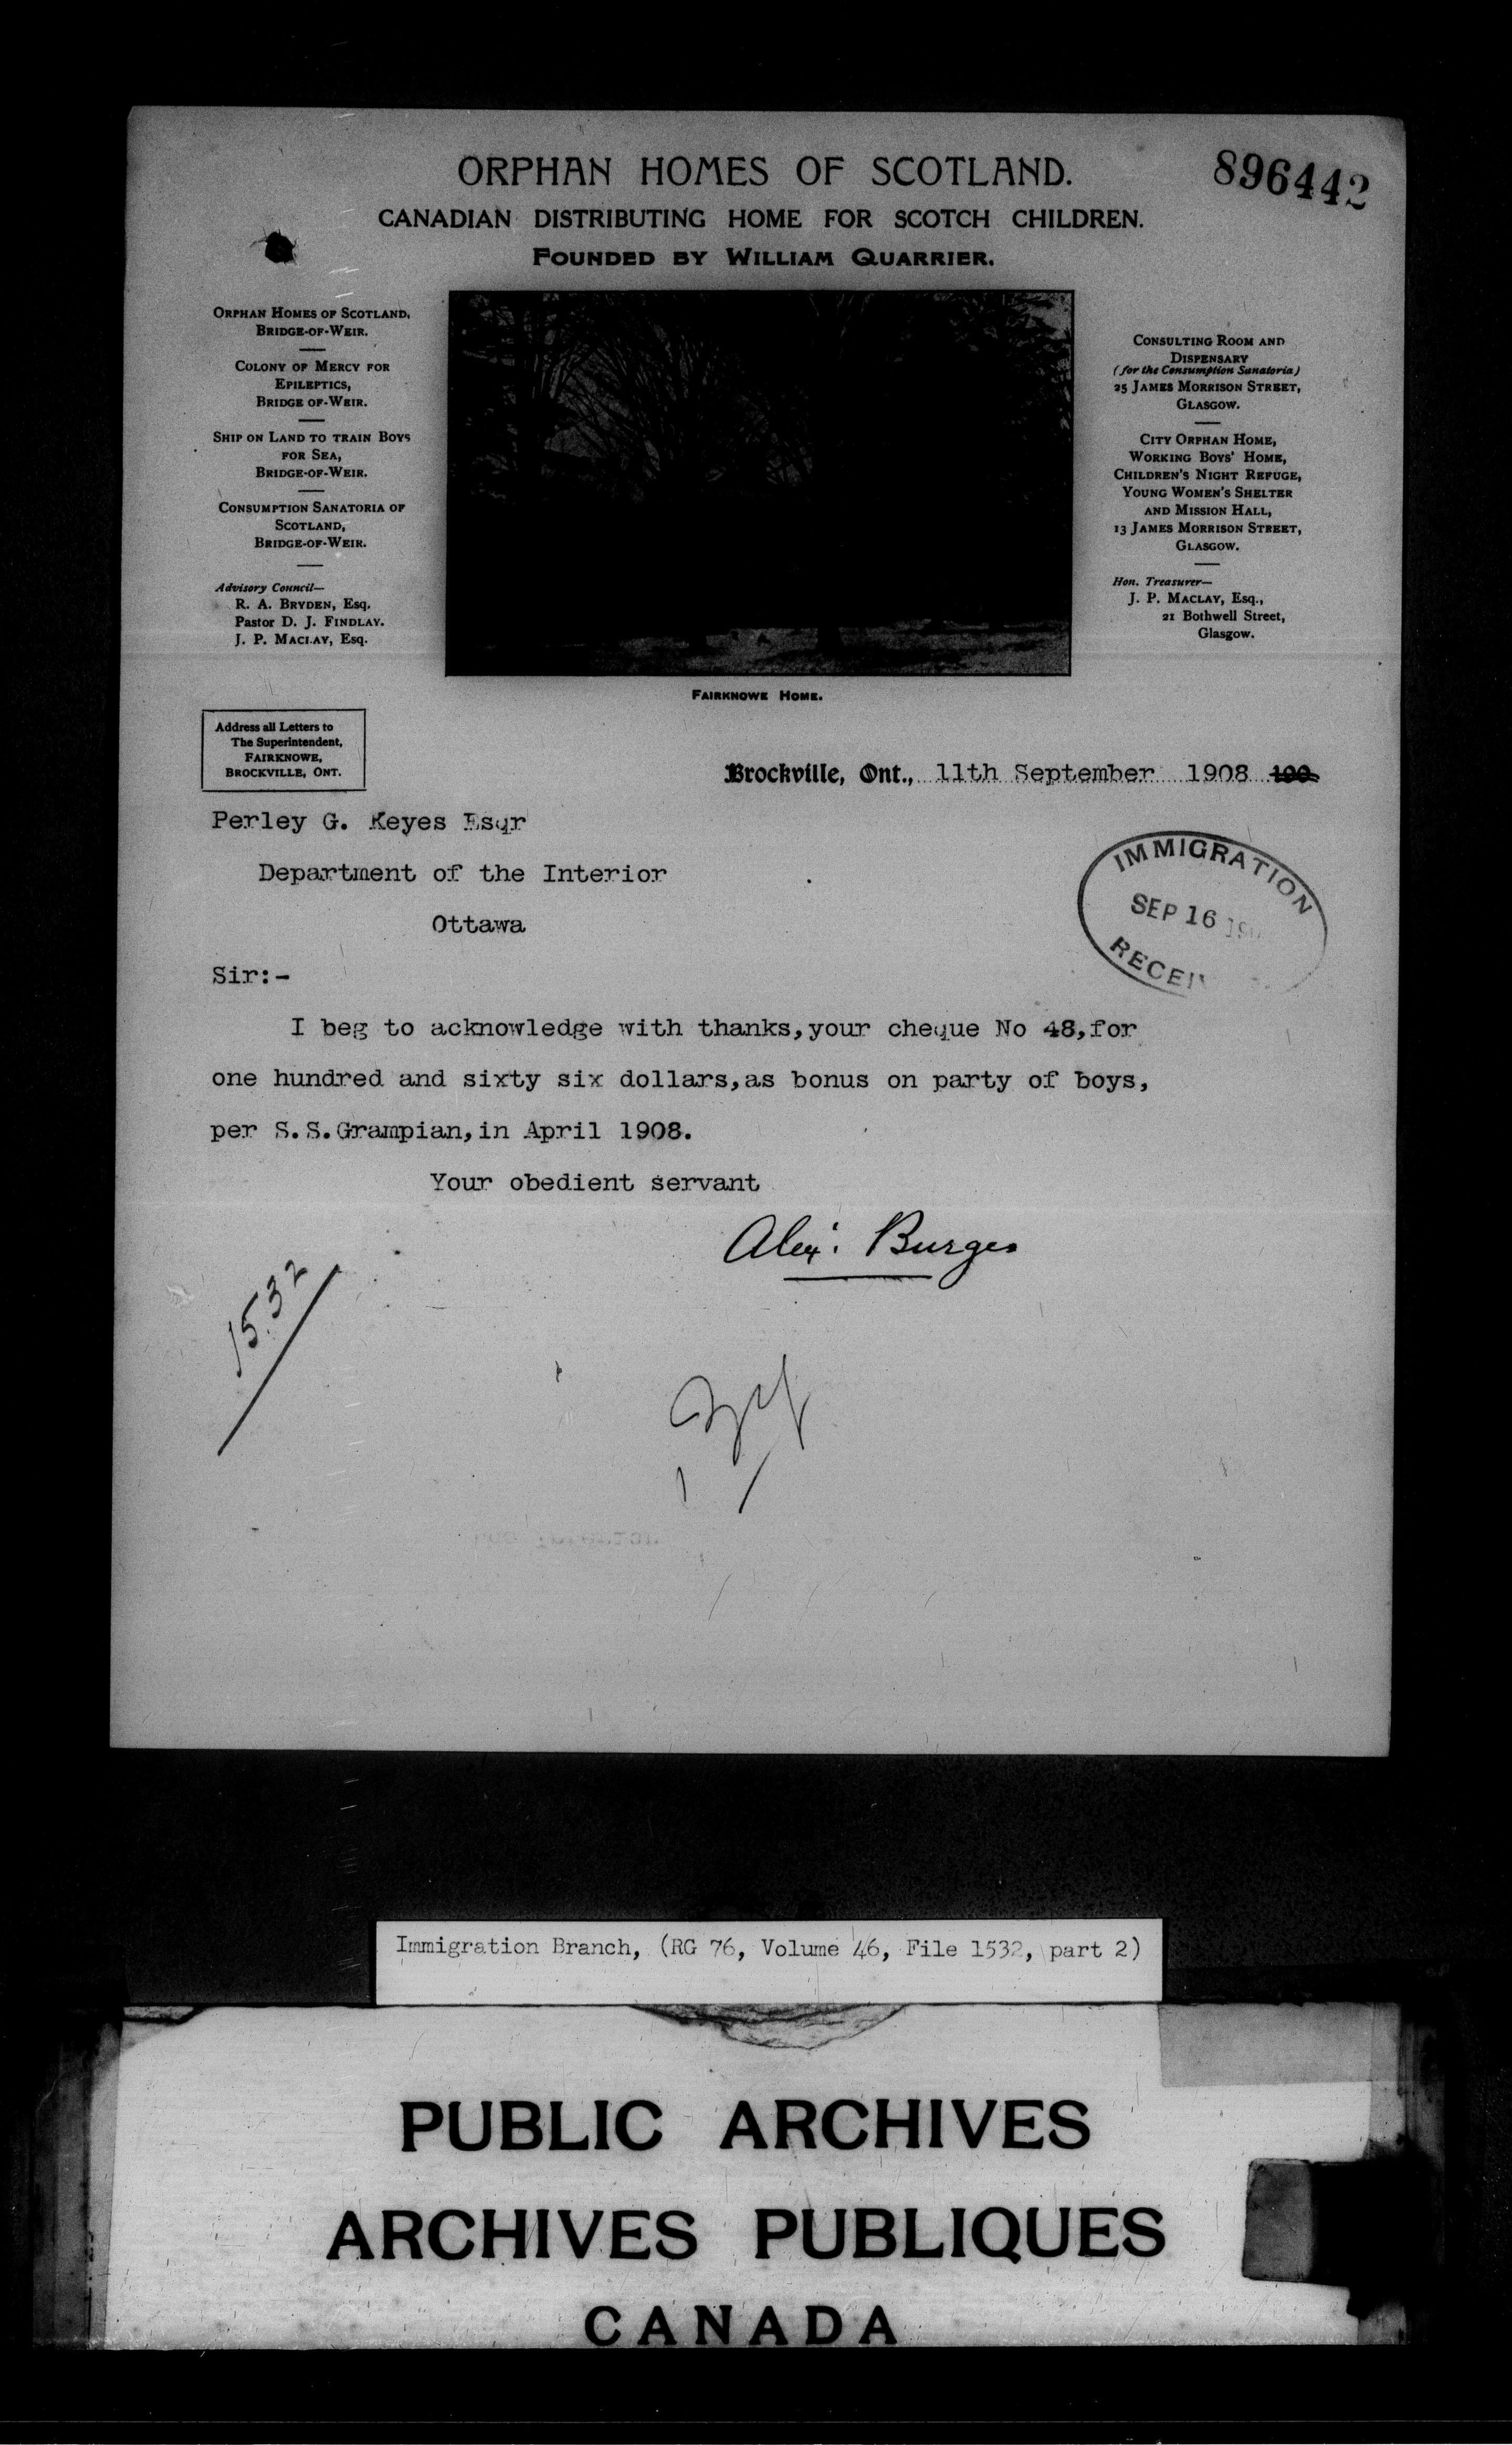 ORPHAN HOMES OF SCOTLAND.
896442
CANADIAN DISTRIBUTING HOME FOR SCOTCH CHILDREN.
FOUNDED BY WILLIAM QUARRIER.
ORPHAN HOMES OF SCOTLAND,
BRIDGE-OF-WEIR.
COLONY OF MERCY FOR
EPILEPTICS,
BRIDGE OF-WEIR.
SHIP ON LAND TO TRAIN BOYS
FOR SEA,
BRIDGE-OF-WEIR.
CONSUMPTION SANATORIA OF
SCOTLAND,
BRIDGE-OF-WEIR.
Advisory Council—
R. A. BRYDEN, Esq.
Pastor D. J. FINDLAY.
J. P. MACLAY, Esq.
CONSULTING ROOM AND
DISPENSARY
(for the Consumption Sanatoria)
25 JAMES MORRISON STREET,
GLASGOW.
CITY ORPHAN HOME,
WORKING BOYS' HOME,
CHILDREN'S NIGHT REFUGE,
YOUNG WOMEN'S SHELTER
AND MISSION HALL,
13 JAMES MORRISON STREET,
GLASGOW.
Hon. Treasurer—
J. P. MACLAY, Esq.,
21 Bothwell Street,
Glasgow.
FAIRKNOWE HOME.
Address all Letters to
The Superintendent,
FAIRKNOWE,
BROCKVILLE, ONT.
Brockville, Ont., 11th September 1908 190
Perley G. Keyes Esqr
Department of the Interior
Ottawa
IMMIGRATION
SEP 16
Sir:-
I beg to acknowledge with thanks,your cheque No 48,for
one hundred and sixty six dollars,as bonus on party of boys,
per S.S.Grampian,in April 1908.
Your obedient servant
Alex: Burges
1532
Immigration Branch, (RG 76, Volume 46, File 1532, part 2)
PUBLIC ARCHIVES
ARCHIVES PUBLIQUES
CANADA